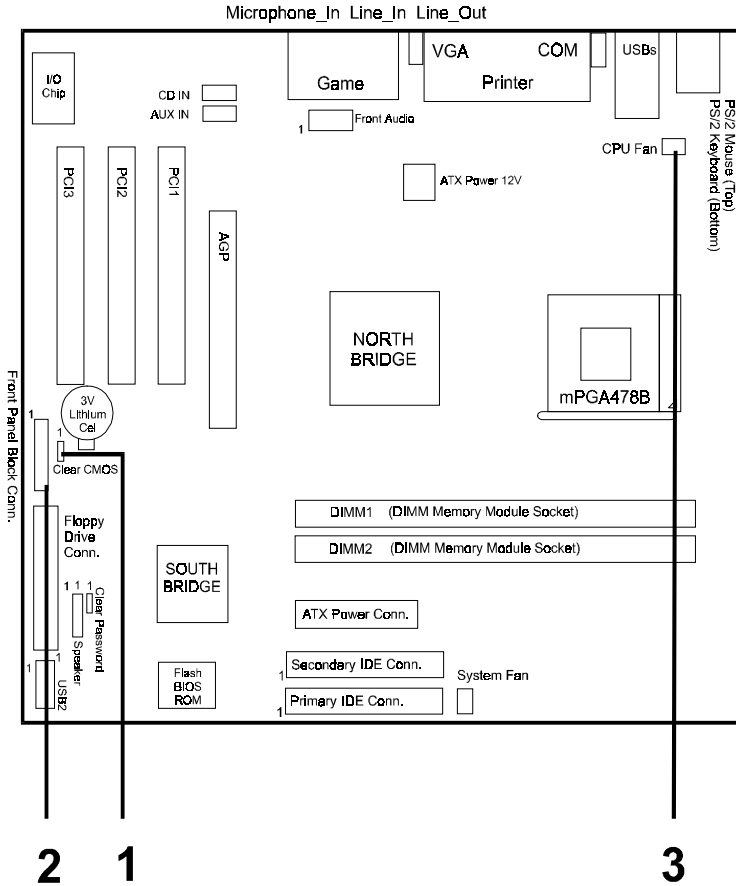 Microphone_In Line_In Line_Out
I/O
Chip
CD IN
AUX IN
Game
VGA
COM
Printer
USBs
PS/2 Mouse (Top)
PS/2 Keyboard (Bottom)
1
Front Audio
CPU Fan
ATX Power 12V
PCI3
PCI2
PCI1
AGP
NORTH
BRIDGE
mPGA478B
3V
Lithium
Cel
Front Panel Block Conn.
1
1
Clear CMOS
DIMM1 (DIMM Memory Module Socket)
DIMM2 (DIMM Memory Module Socket)
Floppy
Drive
Conn.
SOUTH
BRIDGE
1 1 1
Clear Password
Speaker
ATX Power Conn.
1
1
USB2
Flash
BIOS
ROM
Secondary IDE Conn.
1
Primary IDE Conn.
1
System Fan
2 1 3